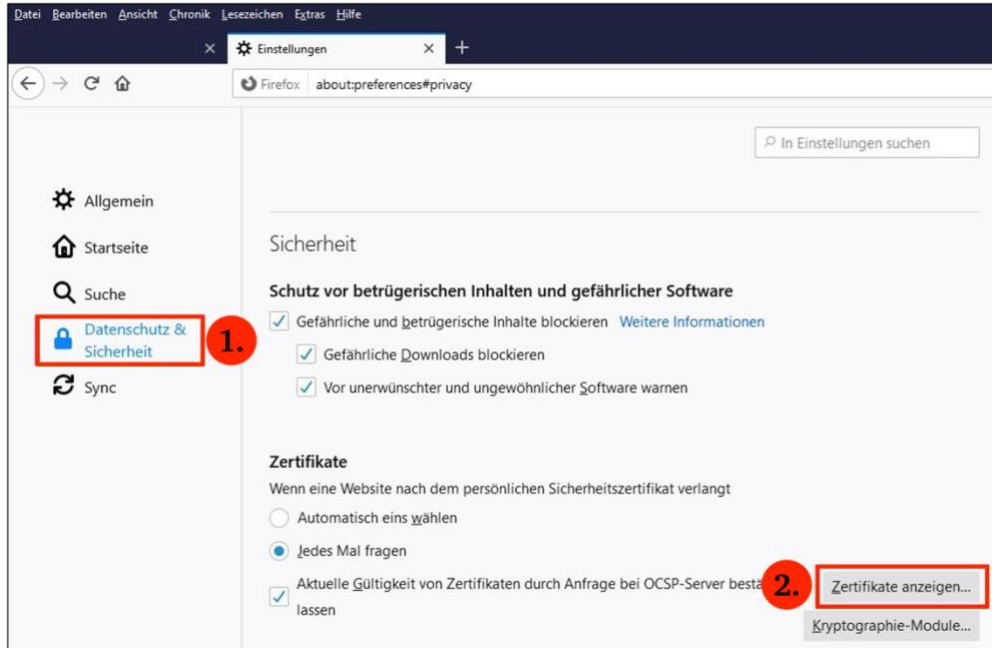 Datei Bearbeiten Ansicht Chronik Lesezeichen Extras Hilfe
Einstellungen
Firefox about:preferences#privacy
In Einstellungen suchen
Allgemein
Startseite
Suche
Datenschutz &
Sicherheit
1.
Sync
Sicherheit
Schutz vor betrügerischen Inhalten und gefährlicher Software
Gefährliche und betrügerische Inhalte blockieren Weitere Informationen
Gefährliche Downloads blockieren
Vor unerwünschter und ungewöhnlicher Software warnen
Zertifikate
Wenn eine Website nach dem persönlichen Sicherheitszertifikat verlangt
Automatisch eins wählen
Jedes Mal fragen
Aktuelle Gültigkeit von Zertifikaten durch Anfrage bei OCSP-Server bestä
lassen
2.
Zertifikate anzeigen...
Kryptographie-Module...